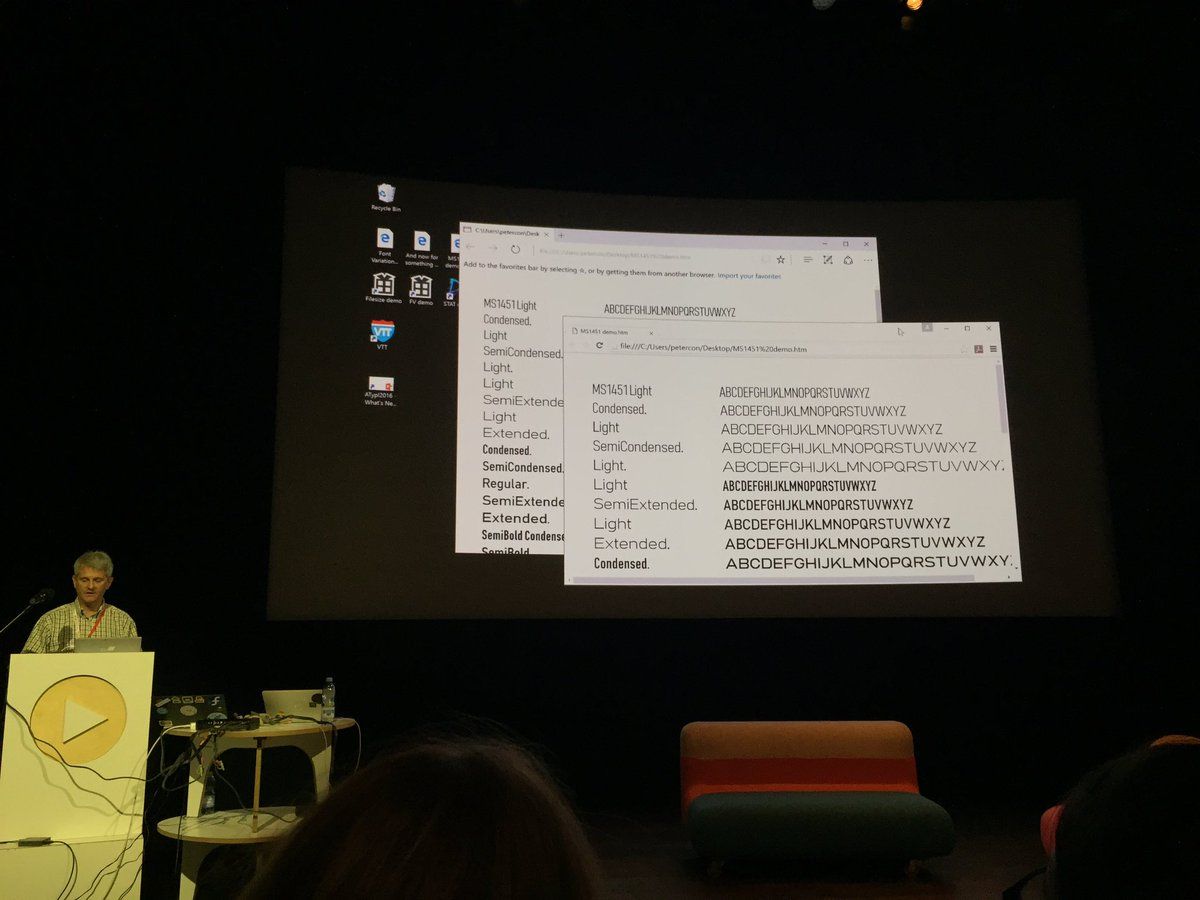 Recycle Bin
Font
Variation...
And now for
something ...
MS1
demo
Filesize demo
FV demo
STAT
VTT
VTT
ATypI2016
What's Ne...
C:\Users\petercon\Desk
file:///C:/Users/petercon/Desktop/MS1451%20demo.htm
Add to the favorites bar by selecting ☆, or by getting them from another browser. Import your favorites
MS1451 Light
Condensed.
Light
SemiCondensed.
Light.
Light
SemiExtende
Light
Extended.
Condensed.
SemiCondensed.
Regular.
SemiExtende
Extended.
SemiBold Condense
SemiBold
ABCDEFGHIJKLMNOPQRSTUVWXYZ
MS1451 demo.htm
file:///C:/Users/petercon/Desktop/MS1451%20demo.htm
MS1451 Light
Condensed.
Light
SemiCondensed.
Light.
Light
SemiExtended.
Light
Extended.
Condensed.
ABCDEFGHIJKLMNOPQRSTUVWXYZ
ABCDEFGHIJKLMNOPQRSTUVWXYZ
ABCDEFGHIJKLMNOPQRSTUVWXYZ
ABCDEFGHIJKLMNOPQRSTUVWXYZ
ABCDEFGHIJKLMNOPQRSTUVWXYZ
ABCDEFGHIJKLMNOPQRSTUVWXYZ
ABCDEFGHIJKLMNOPQRSTUVWXYZ
ABCDEFGHIJKLMNOPQRSTUVWXYZ
ABCDEFGHIJKLMNOPQRSTUVWXYZ
ABCDEFGHIJKLMNOPQRSTUVWXY